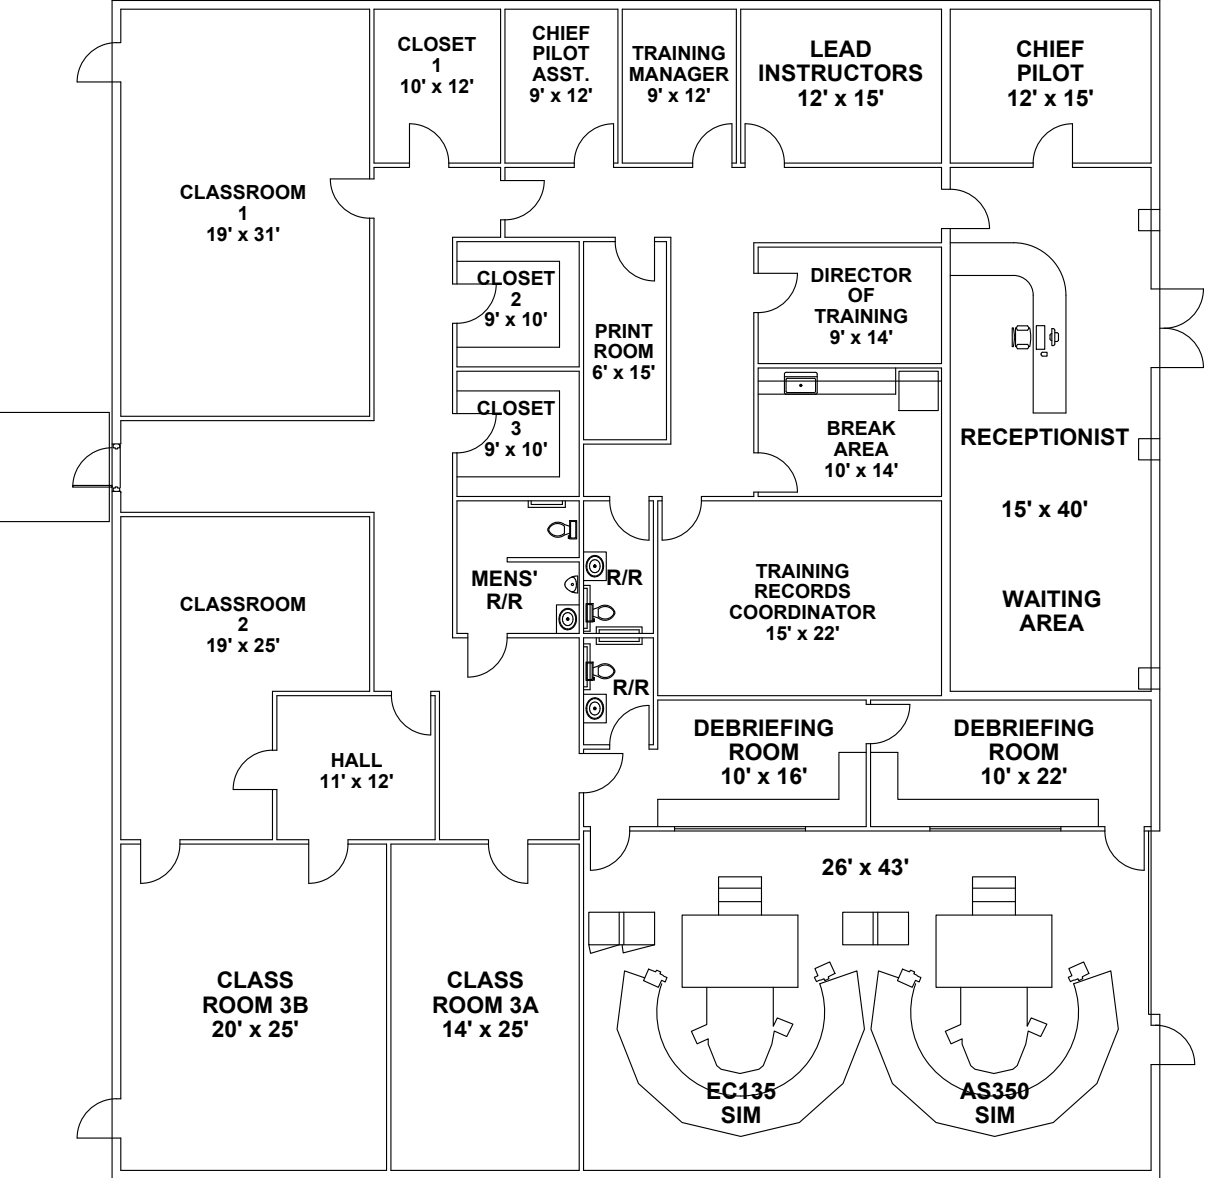 CLOSET
1
10' x 12'
CHIEF
PILOT
ASST.
9' x 12'
TRAINING
MANAGER
9' x 12'
LEAD
INSTRUCTORS
12' x 15'
CHIEF
PILOT
12' x 15'
CLASSROOM
1
19' x 31'
CLOSET
2
9' x 10'
PRINT
ROOM
6' x 15'
DIRECTOR
OF
TRAINING
9' x 14'
CLOSET
3
9' x 10'
BREAK
AREA
10' x 14'
RECEPTIONIST
15' x 40'
WAITING
AREA
CLASSROOM
2
19' x 25'
MENS'
R/R
R/R
TRAINING
RECORDS
COORDINATOR
15' x 22'
R/R
HALL
11' x 12'
DEBRIEFING
ROOM
10' x 16'
DEBRIEFING
ROOM
10' x 22'
26' x 43'
CLASS
ROOM 3B
20' x 25'
CLASS
ROOM 3A
14' x 25'
EC135
SIM
AS350
SIM